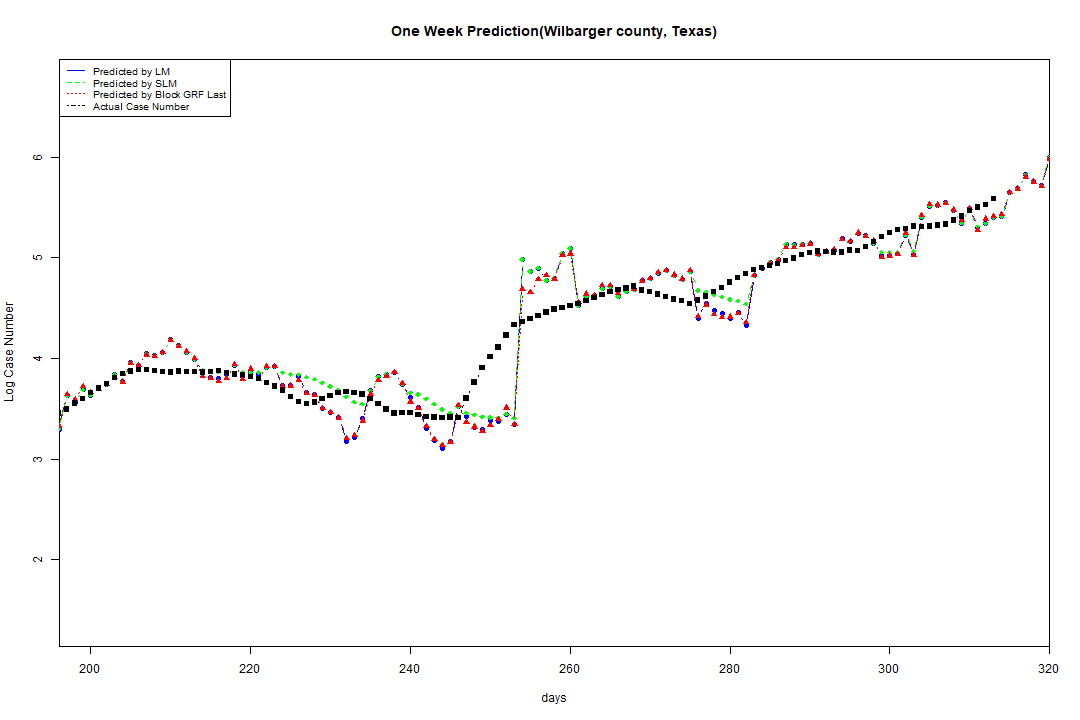 One Week Prediction(Wilbarger county, Texas)
Predicted by LM
Predicted by SLM
Predicted by Block GRF Last
Actual Case Number
6
5
4
3
2
Log Case Number
200 220 240 260 280 300 320
days